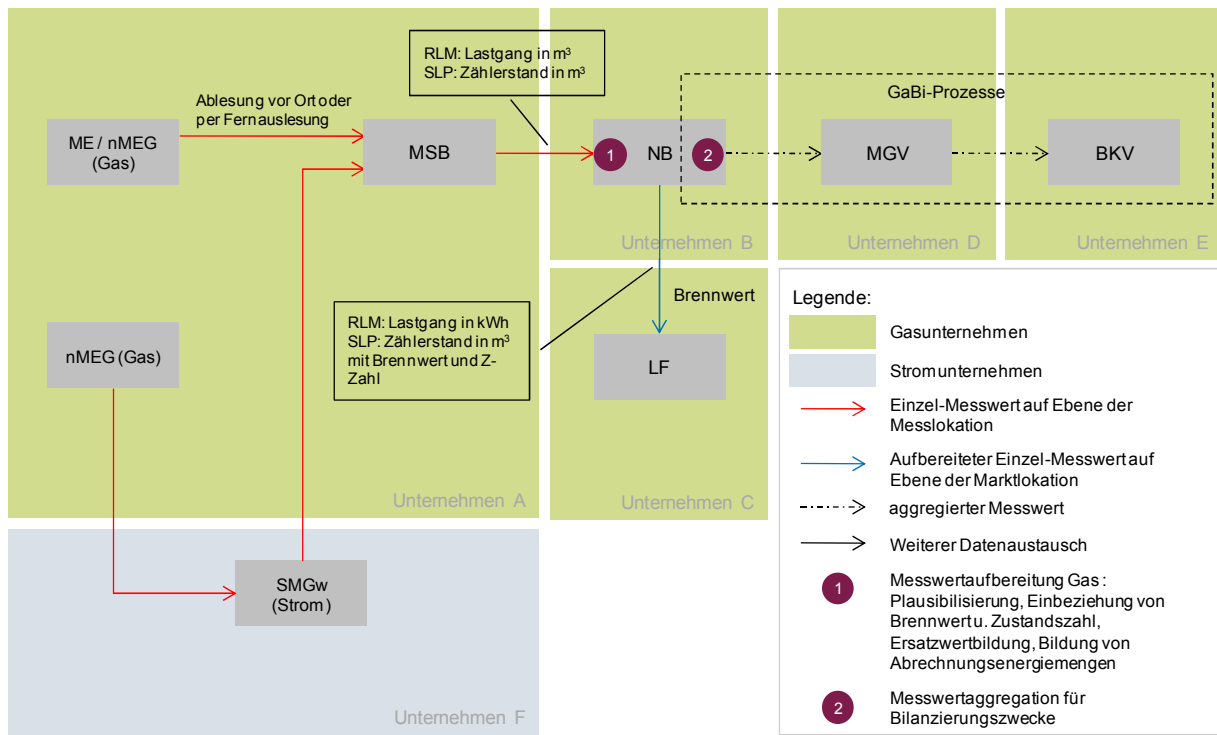 RLM: Lastgang in m³
SLP: Zählerstand in m³
GaBi-Prozesse
Ablesung vor Ort oder
per Fernauslesung
ME / nMEG
(Gas)
MSB
1
NB
2
MGV
BKV
Unternehmen B
Unternehmen D
Unternehmen E
RLM: Lastgang in kWh
SLP: Zählerstand in m³
mit Brennwert und Z-
Zahl
Brennwert
nMEG (Gas)
LF
Unternehmen A
Unternehmen C
SMGw
(Strom)
Unternehmen F
Legende:
Gasunternehmen
Stromunternehmen
Einzel-Messwert auf Ebene der
Messlokation
Aufbereiteter Einzel-Messwert auf
Ebene der Marktlokation
aggregierter Messwert
Weiterer Datenaustausch
1
Messwertaufbereitung Gas :
Plausibilisierung, Einbeziehung von
Brennwert u. Zustandszahl,
Ersatzwertbildung, Bildung von
Abrechnungsenergiemengen
2
Messwertaggregation für
Bilanzierungszwecke